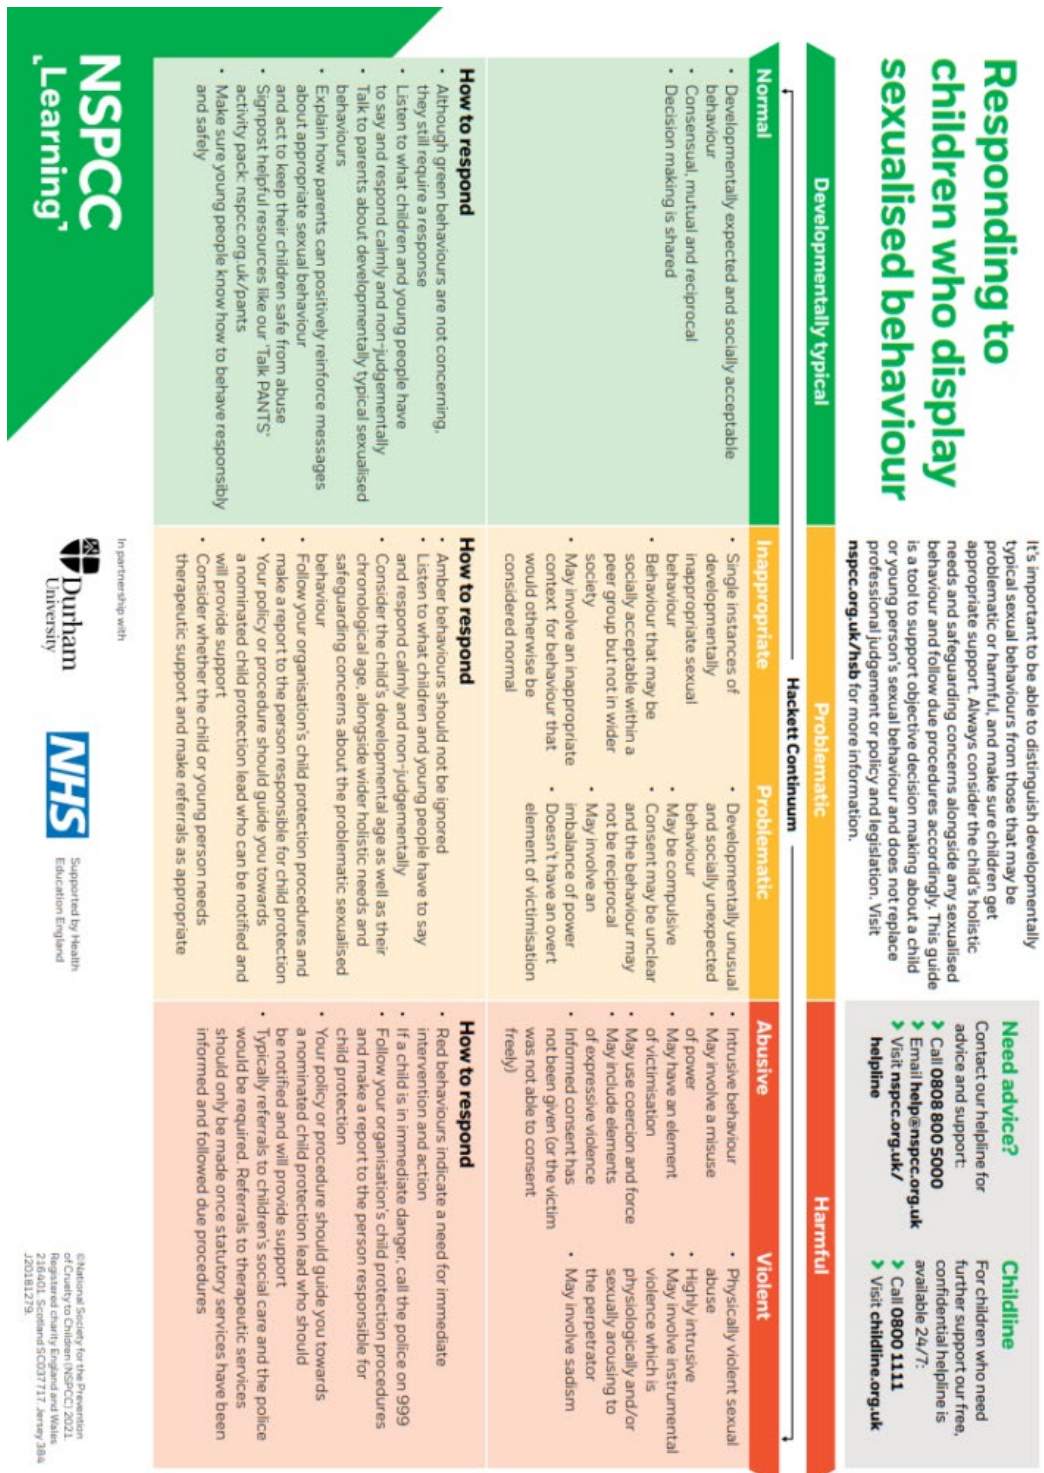 Responding to
children who display
sexualised behaviour
It's important to be able to distinguish developmentally
typical sexual behaviours from those that may be
problematic or harmful, and make sure children get
appropriate support. Always consider the child's holistic
needs and safeguarding concerns alongside any sexualised
behaviour and follow due procedures accordingly. This guide
is a tool to support objective decision making about a child
or young person's sexual behaviour and does not replace
professional judgement or policy and legislation. Visit
nspcc.org.uk/hsb for more information.
Need advice?
Contact our helpline for
advice and support:
Call 0808 800 5000
Email help@nspcc.org.uk
Visit nspcc.org.uk/
helpline
Childline
For children who need
further support our free,
confidential helpline is
available 24/7:
Call 0800 1111
Visit childline.org.uk
Developmentally typical
Problematic
Harmful
Hackett Continuum
Normal
Inappropriate
Problematic
Abusive
Violent
• Developmentally expected and socially acceptable
behaviour
• Consensual, mutual and reciprocal
• Decision making is shared
• Single instances of
developmentally
inappropriate sexual
behaviour
• Behaviour that may be
socially acceptable within a
peer group but not in wider
society
• May involve an inappropriate
context for behaviour that
would otherwise be
considered normal
• Developmentally unusual
and socially unexpected
behaviour
• May be compulsive
• Consent may be unclear
and the behaviour may
not be reciprocal
• May involve an
imbalance of power
• Doesn't have an overt
element of victimisation
• Intrusive behaviour
• May involve a misuse
of power
• May have an element
of victimisation
• May use coercion and force
• May include elements
of expressive violence
• Informed consent has
not been given (or the victim
was not able to consent
freely)
• Physically violent sexual
abuse
• Highly intrusive
• May involve instrumental
violence which is
physiologically and/or
sexually arousing to
the perpetrator
• May involve sadism
How to respond
• Although green behaviours are not concerning,
they still require a response
• Listen to what children and young people have
to say and respond calmly and non-judgementally
• Talk to parents about developmentally typical sexualised
behaviours
• Explain how parents can positively reinforce messages
about appropriate sexual behaviour
and act to keep their children safe from abuse
• Signpost helpful resources like our 'Talk PANTS'
activity pack: nspcc.org.uk/pants
• Make sure young people know how to behave responsibly
and safely
How to respond
• Amber behaviours should not be ignored
• Listen to what children and young people have to say
and respond calmly and non-judgementally
• Consider the child's developmental age as well as their
chronological age, alongside wider holistic needs and
safeguarding concerns about the problematic sexualised
behaviour
• Follow your organisation's child protection procedures and
make a report to the person responsible for child protection
• Your policy or procedure should guide you towards
a nominated child protection lead who can be notified and
will provide support
• Consider whether the child or young person needs
therapeutic support and make referrals as appropriate
How to respond
• Red behaviours indicate a need for immediate
intervention and action
• If a child is in immediate danger, call the police on 999
• Follow your organisation's child protection procedures
and make a report to the person responsible for
child protection
• Your policy or procedure should guide you towards
a nominated child protection lead who should
be notified and will provide support
• Typically referrals to children's social care and the police
would be required. Referrals to therapeutic services
should only be made once statutory services have been
informed and followed due procedures
NSPCC
Learning
In partnership with
Durham
University
NHS
Supported by Health
Education England
©National Society for the Prevention
of Cruelty to Children (NSPCC) 2021.
Registered charity England and Wales
216401. Scotland SC037717. Jersey 384.
J20181279.